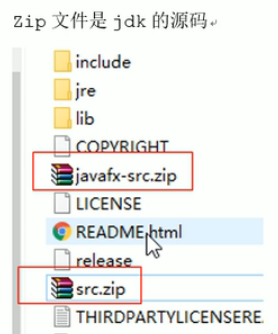 Zip 文件是 jdk 的源码
include
jre
lib
COPYRIGHT
javafx-src.zip
LICENSE
README.html
release
src.zip
THIRDPARTYLICENSERE